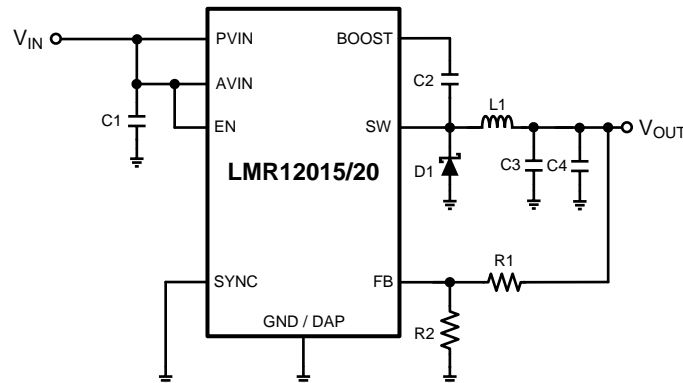 VIN
PVIN
BOOST
C2
AVIN
C1
EN
SW
L1
VOUT
LMR12015/20
D1
C3
C4
SYNC
FB
R1
R2
GND / DAP